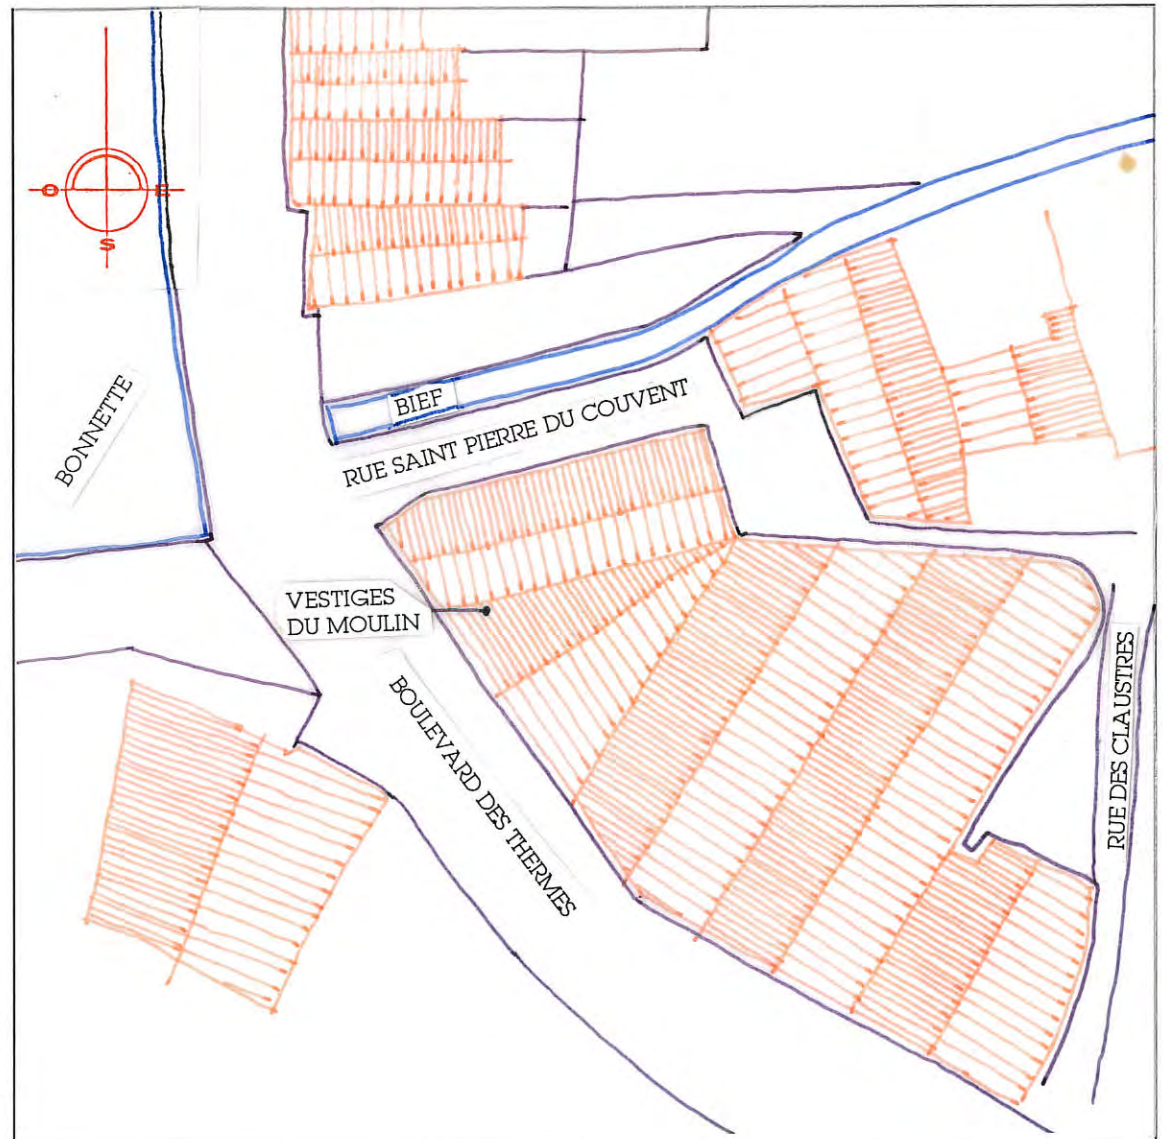 O E
S
BIEF
BONNETTE
RUE SAINT PIERRE DU COUVENT
VESTIGES
DU MOULIN
BOULEVARD DES THERMES
RUE DES CLAUSTRES